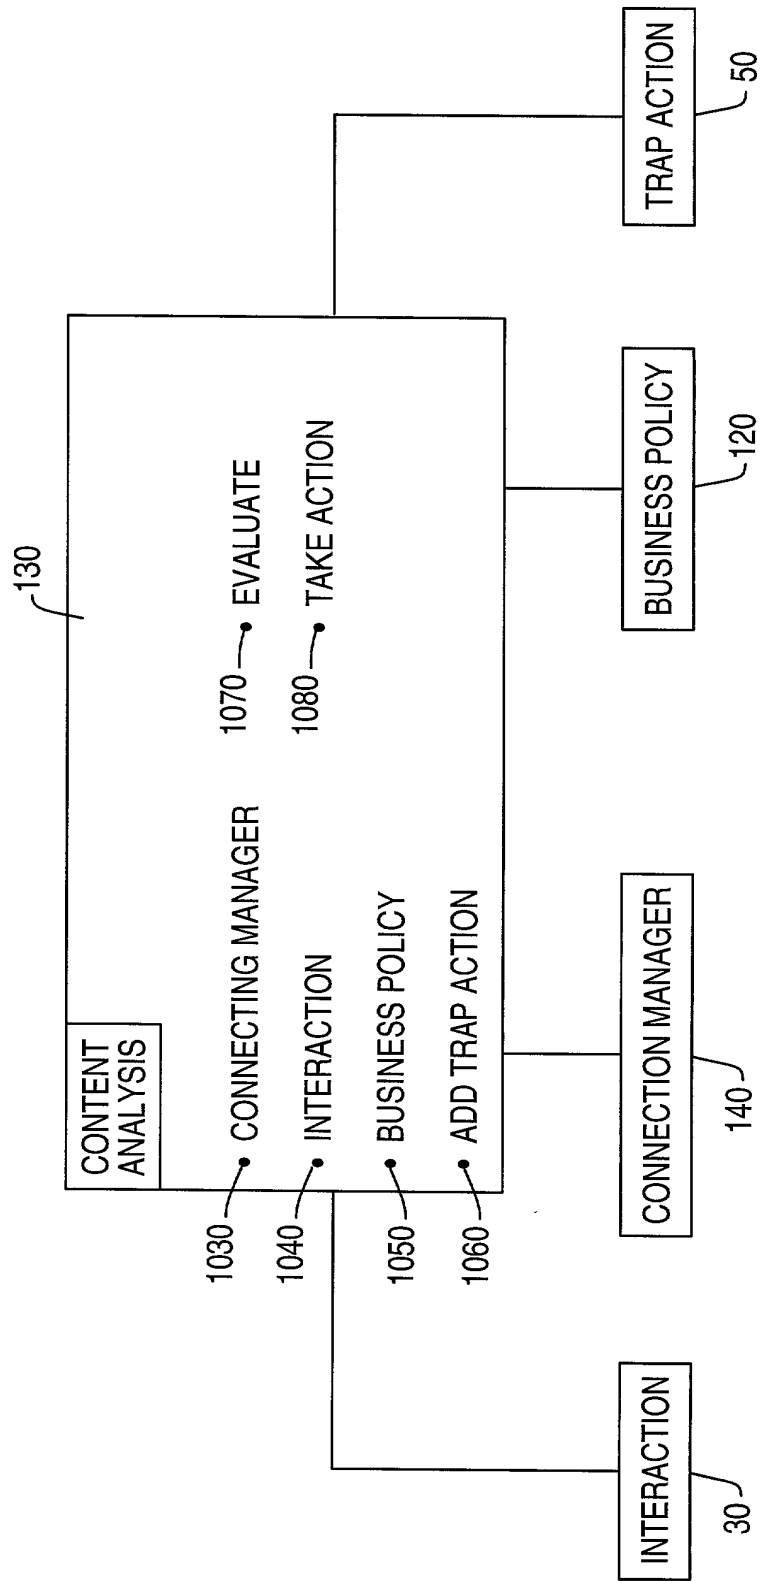 130
CONTENT
ANALYSIS
1030 • CONNECTING MANAGER
1070 • EVALUATE
1040 • INTERACTION
1080 • TAKE ACTION
1050 • BUSINESS POLICY
1060 • ADD TRAP ACTION
INTERACTION
30
CONNECTION MANAGER
140
BUSINESS POLICY
120
TRAP ACTION
50